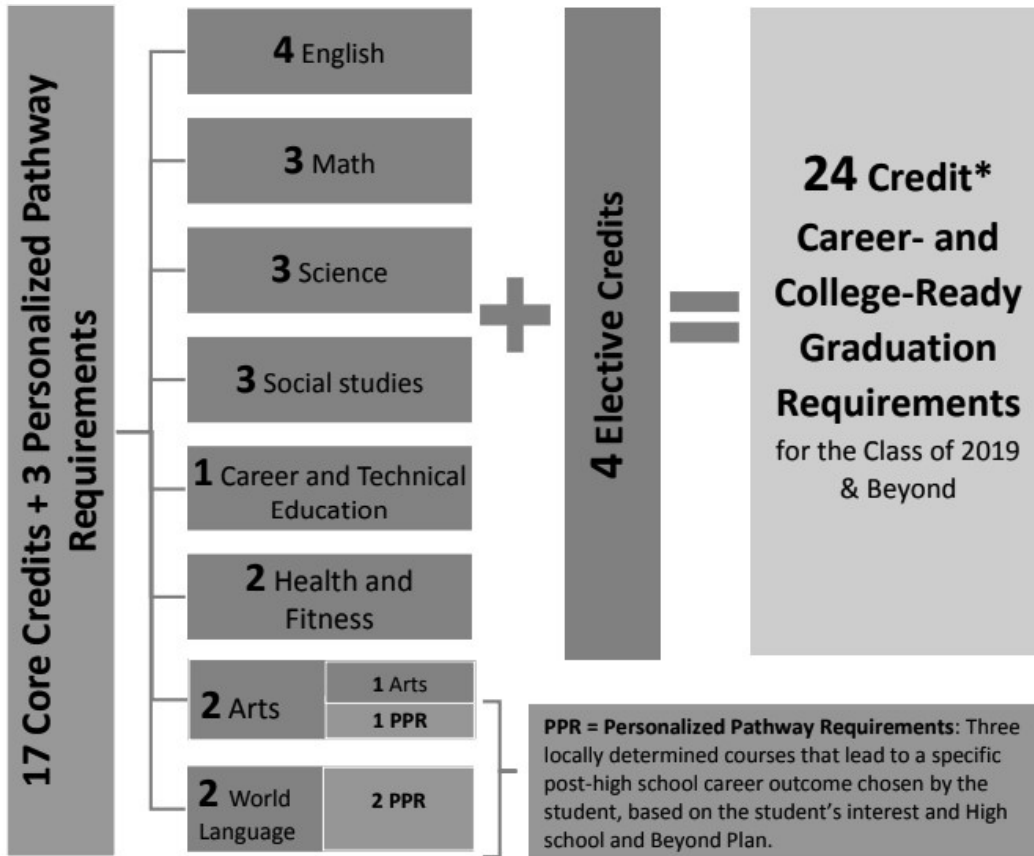 17 Core Credits + 3 Personalized Pathway
Requirements
4 English
3 Math
3 Science
3 Social studies
1 Career and Technical
Education
2 Health and
Fitness
2 Arts
1 Arts
1 PPR
2 World
Language
2 PPR
+
4 Elective Credits
=
24 Credit*
Career- and
College-Ready
Graduation
Requirements
for the Class of 2019
& Beyond
PPR = Personalized Pathway Requirements: Three
locally determined courses that lead to a specific
post-high school career outcome chosen by the
student, based on the student's interest and High
school and Beyond Plan.